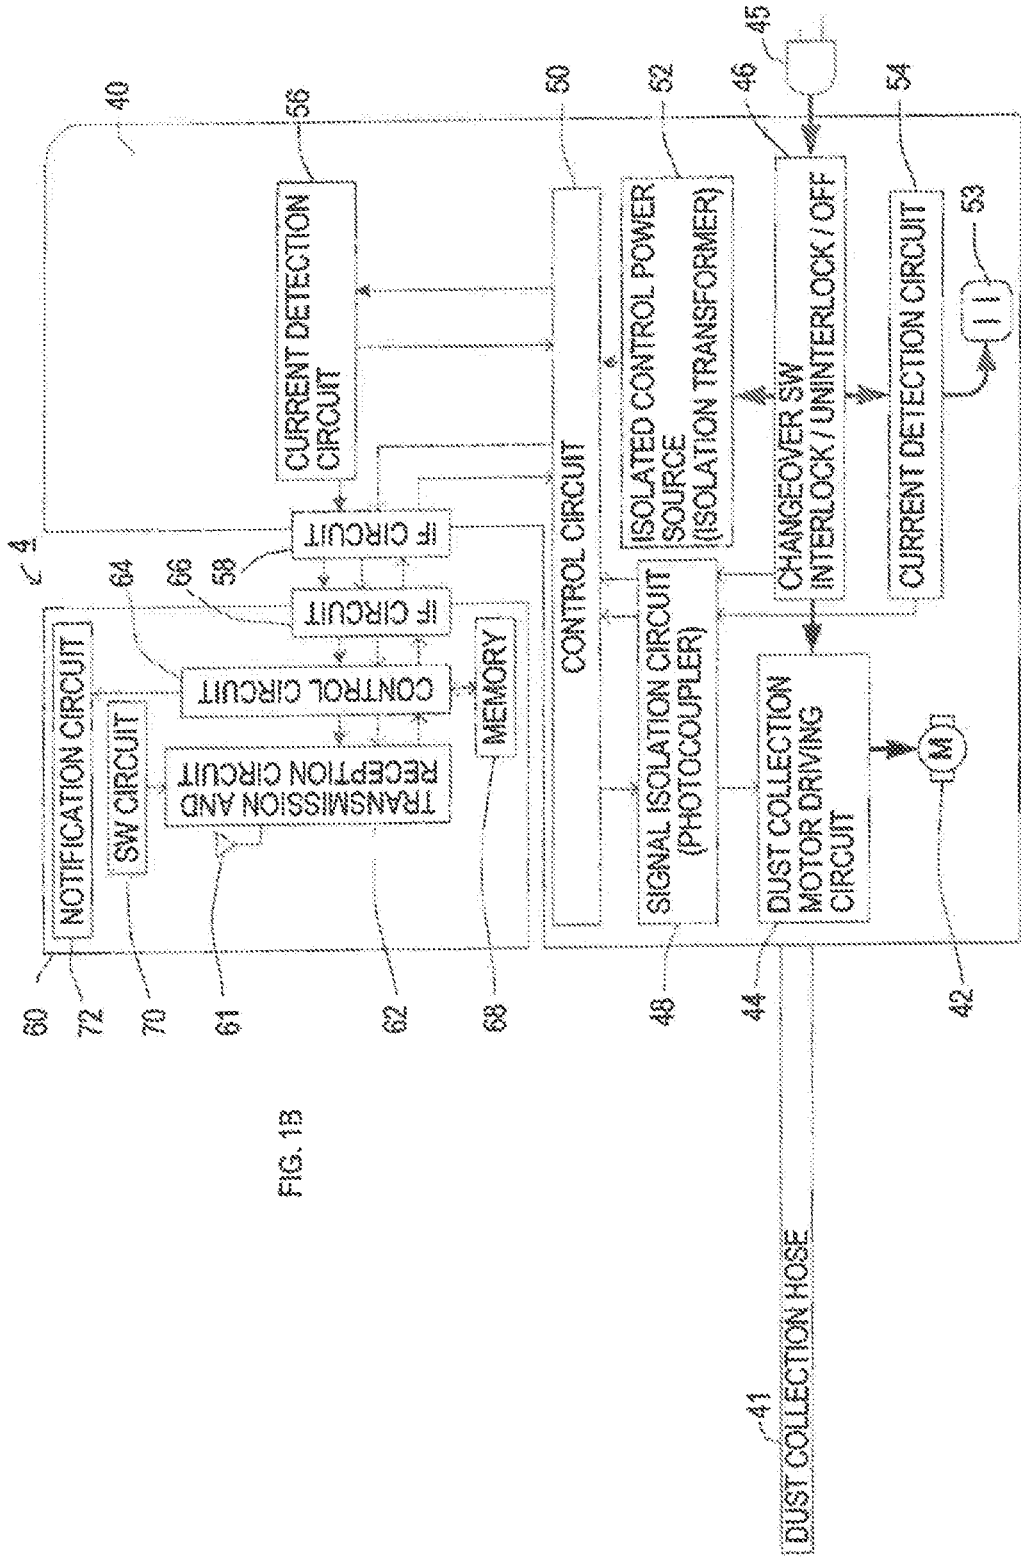 FIG. 1B
4
60
72
70
61
62
68
64
66
58
40
56
NOTIFICATION CIRCUIT
SW CIRCUIT
TRANSMISSION AND
RECEPTION CIRCUIT
CONTROL CIRCUIT
MEMORY
IF CIRCUIT
IF CIRCUIT
CURRENT DETECTION
CIRCUIT
CONTROL CIRCUIT
50
SIGNAL ISOLATION CIRCUIT
(PHOTOCOUPLER)
48
ISOLATED CONTROL POWER
SOURCE
(ISOLATION TRANSFORMER)
52
DUST COLLECTION
MOTOR DRIVING
CIRCUIT
44
CHANGEOVER SW
INTERLOCK / UNINTERLOCK / OFF
46
45
CURRENT DETECTION CIRCUIT
54
53
M
42
DUST COLLECTION HOSE
41